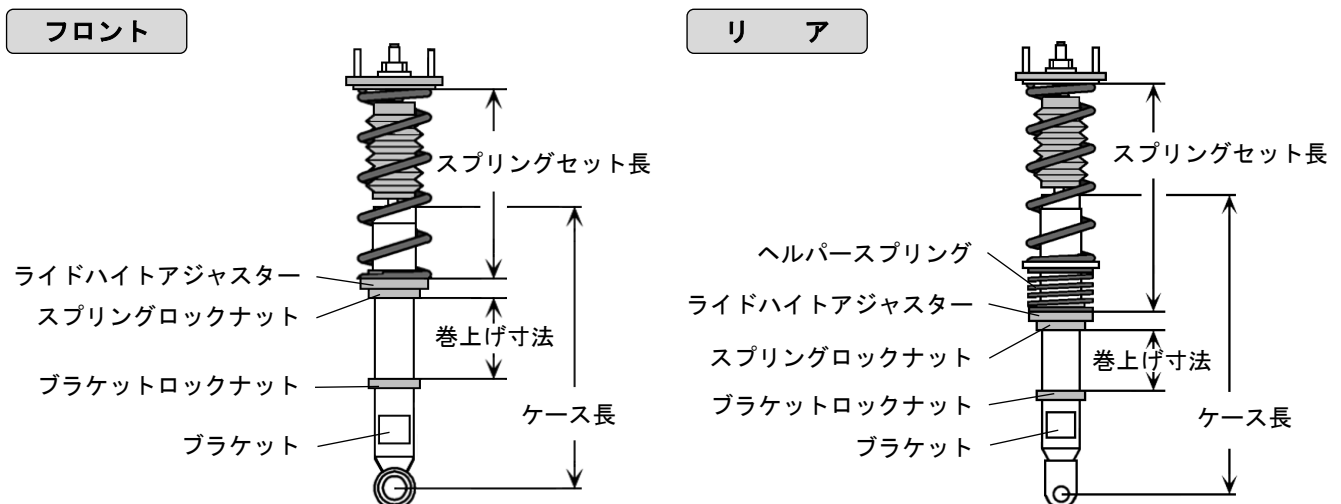 フロント
スプリングセット長
ライドハイトアジャスター
スプリングロックナット
巻上げ寸法
ブラケットロックナット
ケース長
ブラケット
リ ア
スプリングセット長
ヘルパースプリング
ライドハイトアジャスター
スプリングロックナット
巻上げ寸法
ブラケットロックナット
ケース長
ブラケット